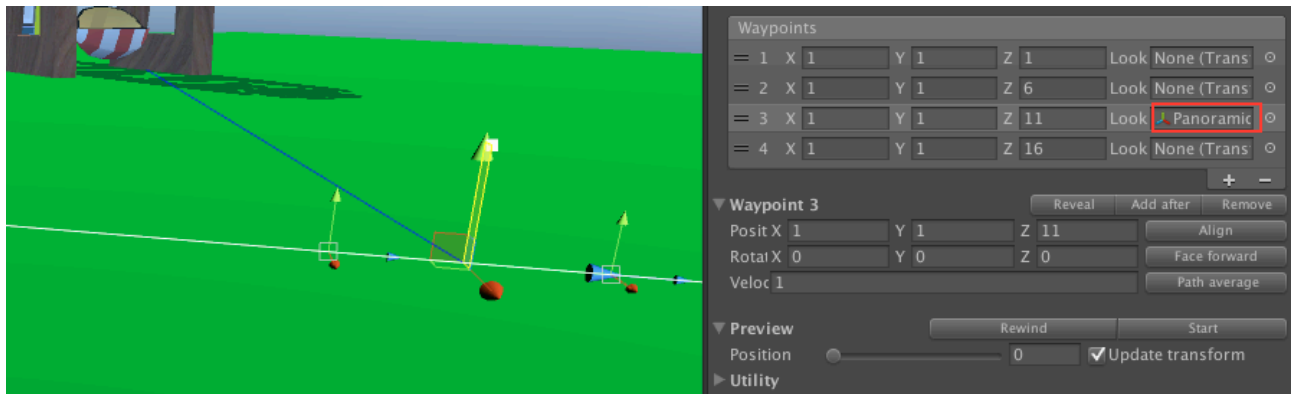 Waypoints
1 X 1 Y 1 Z 1 Look None (Trans
2 X 1 Y 1 Z 6 Look None (Trans
3 X 1 Y 1 Z 11 Look Panoramic
4 X 1 Y 1 Z 16 Look None (Trans
+ −
Waypoint 3 Reveal Add after Remove
Posit X 1 Y 1 Z 11 Align
Rotat X 0 Y 0 Z 0 Face forward
Veloc 1 Path average
Preview Rewind Start
Position 0 Update transform
Utility